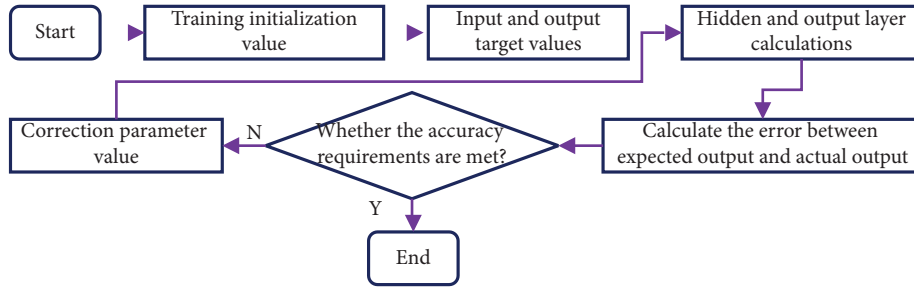 Start
Training initialization
value
Input and output
target values
Hidden and output layer
calculations
Calculate the error between
expected output and actual output
Whether the accuracy
requirements are met?
N
Correction parameter
value
Y
End